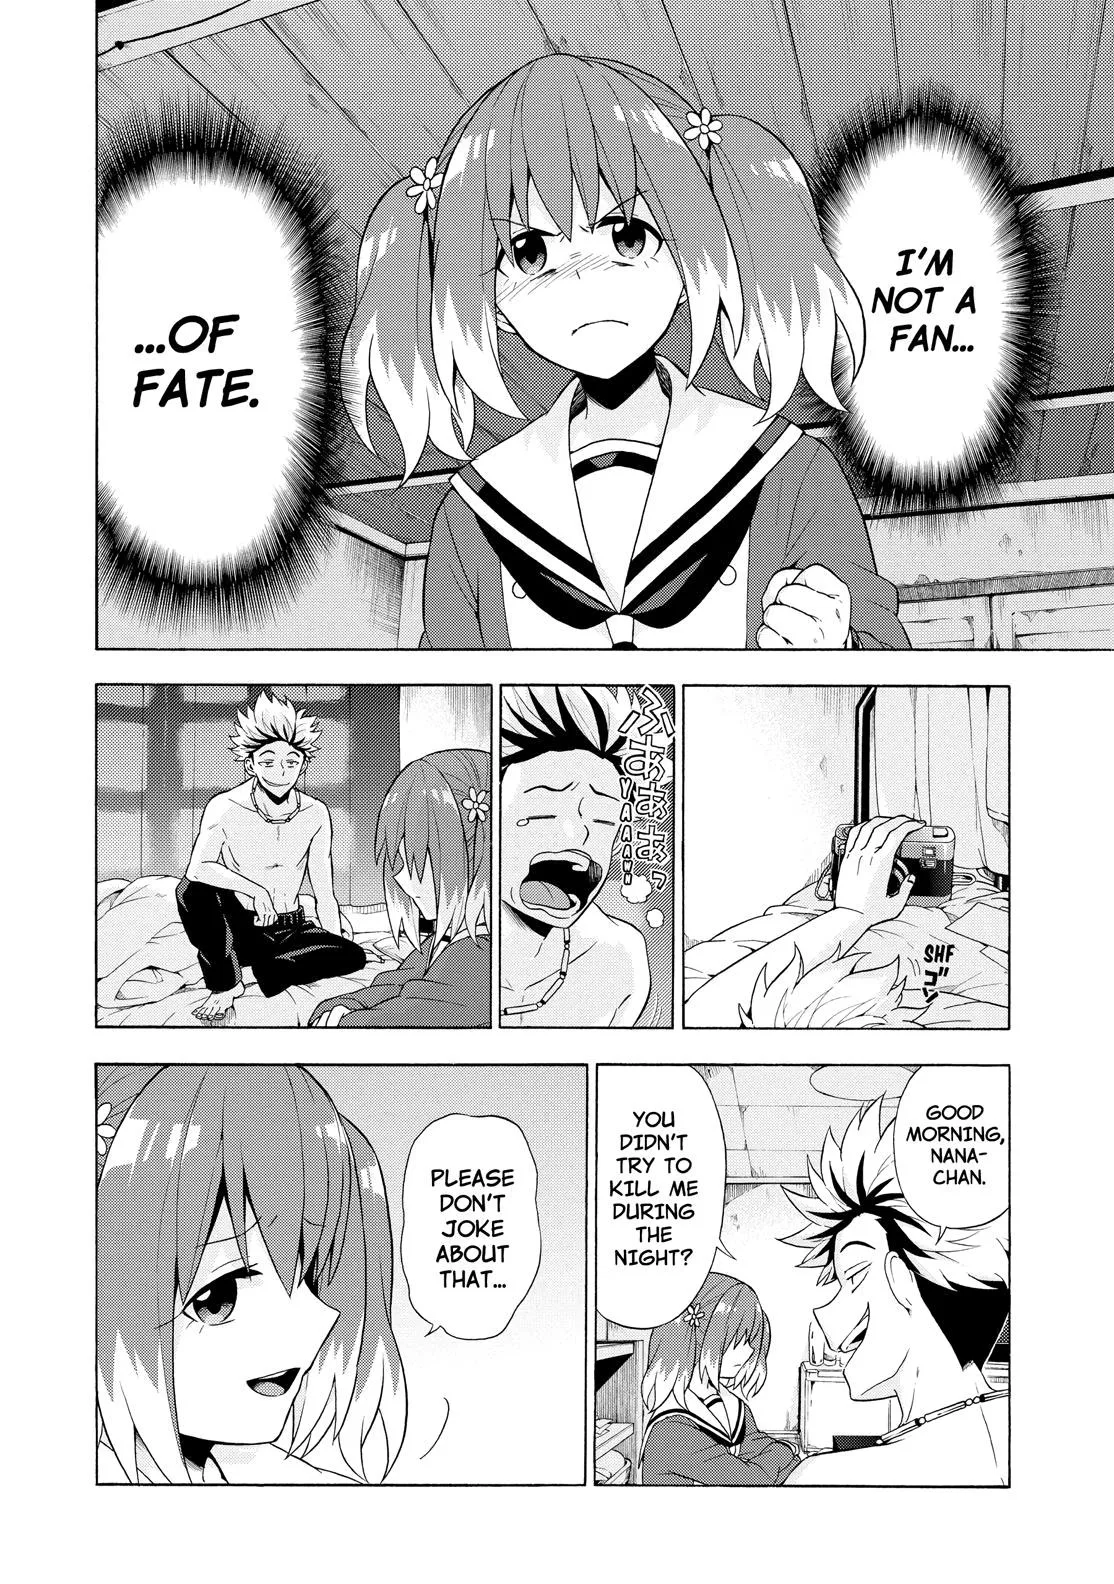 I'M
NOT A
FAN...
...OF
FATE.
SHF
ゴソ
ふ
ああぁっ
YAAAWN
GOOD
MORNING,
NANA-
CHAN.
YOU
DIDN'T
TRY TO
KILL ME
DURING
THE
NIGHT?
PLEASE
DON'T
JOKE
ABOUT
THAT...